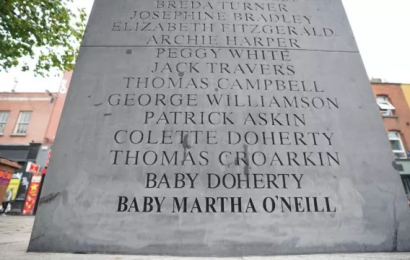 BREDA TURNER
JOSEPHINE BRADLEY
ELIZABETH FITZGERALD
ARCHIE HARPER
PEGGY WHITE
JACK TRAVERS
THOMAS CAMPBELL
GEORGE WILLIAMSON
PATRICK ASKIN
COLETTE DOHERTY
THOMAS CROARKIN
BABY DOHERTY
BABY MARTHA O'NEILL